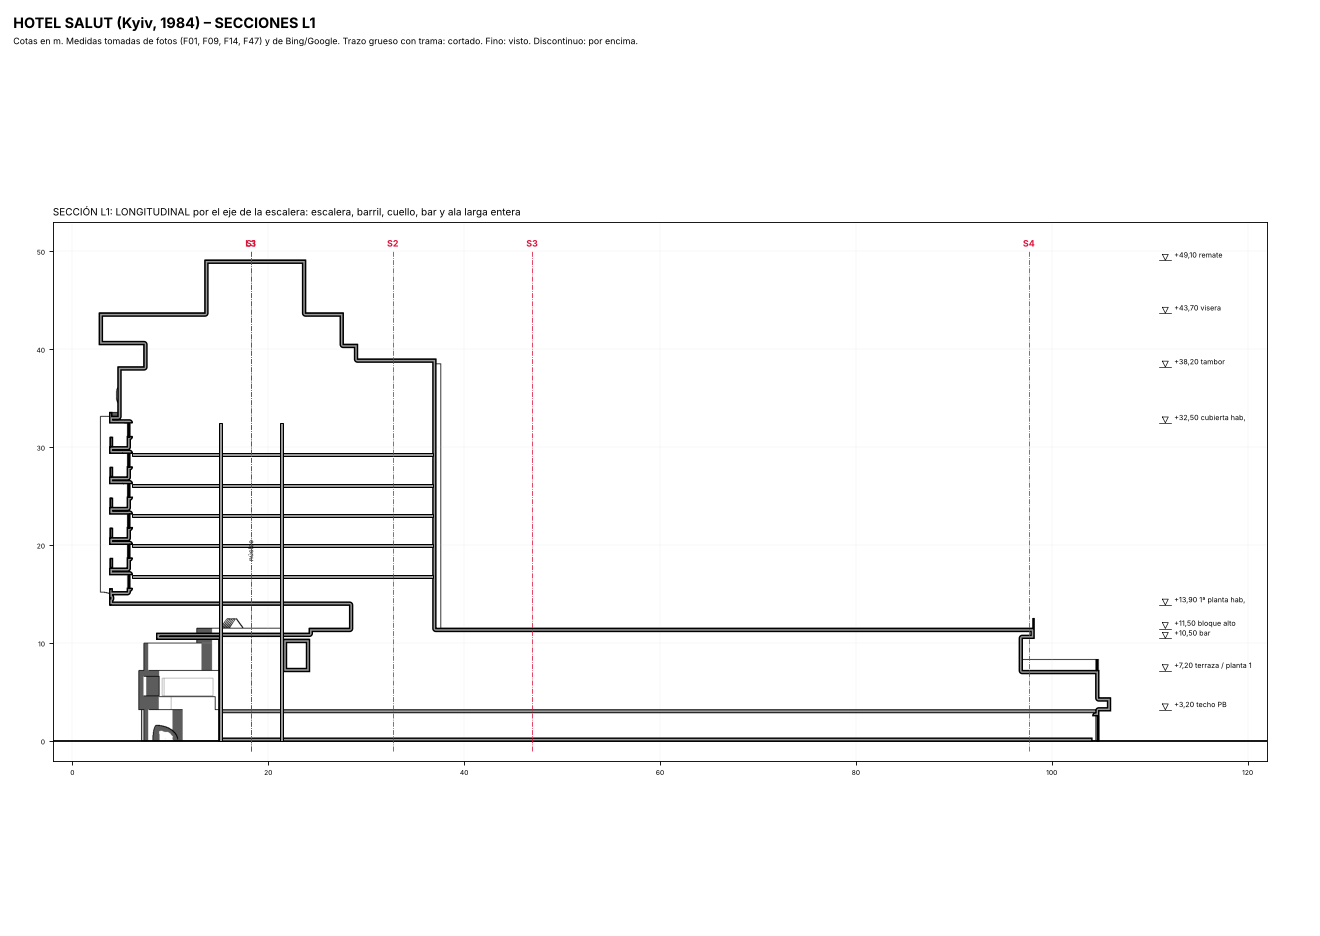 HOTEL SALUT (Kyiv, 1984) – SECCIONES L1
Cotas en m. Medidas tomadas de fotos (F01, F09, F14, F47) y de Bing/Google. Trazo grueso con trama: cortado. Fino: visto. Discontinuo: por encima.
SECCIÓN L1: LONGITUDINAL por el eje de la escalera: escalera, barril, cuello, bar y ala larga entera
S2
S3
S4
50
40
30
20
10
0
+49,10 remate
+43,70 visera
+38,20 tambor
+32,50 cubierta hab,
+13,90 1ª planta hab,
+11,50 bloque alto
+10,50 bar
+7,20 terraza / planta 1
+3,20 techo PB
0
20
40
60
80
100
120